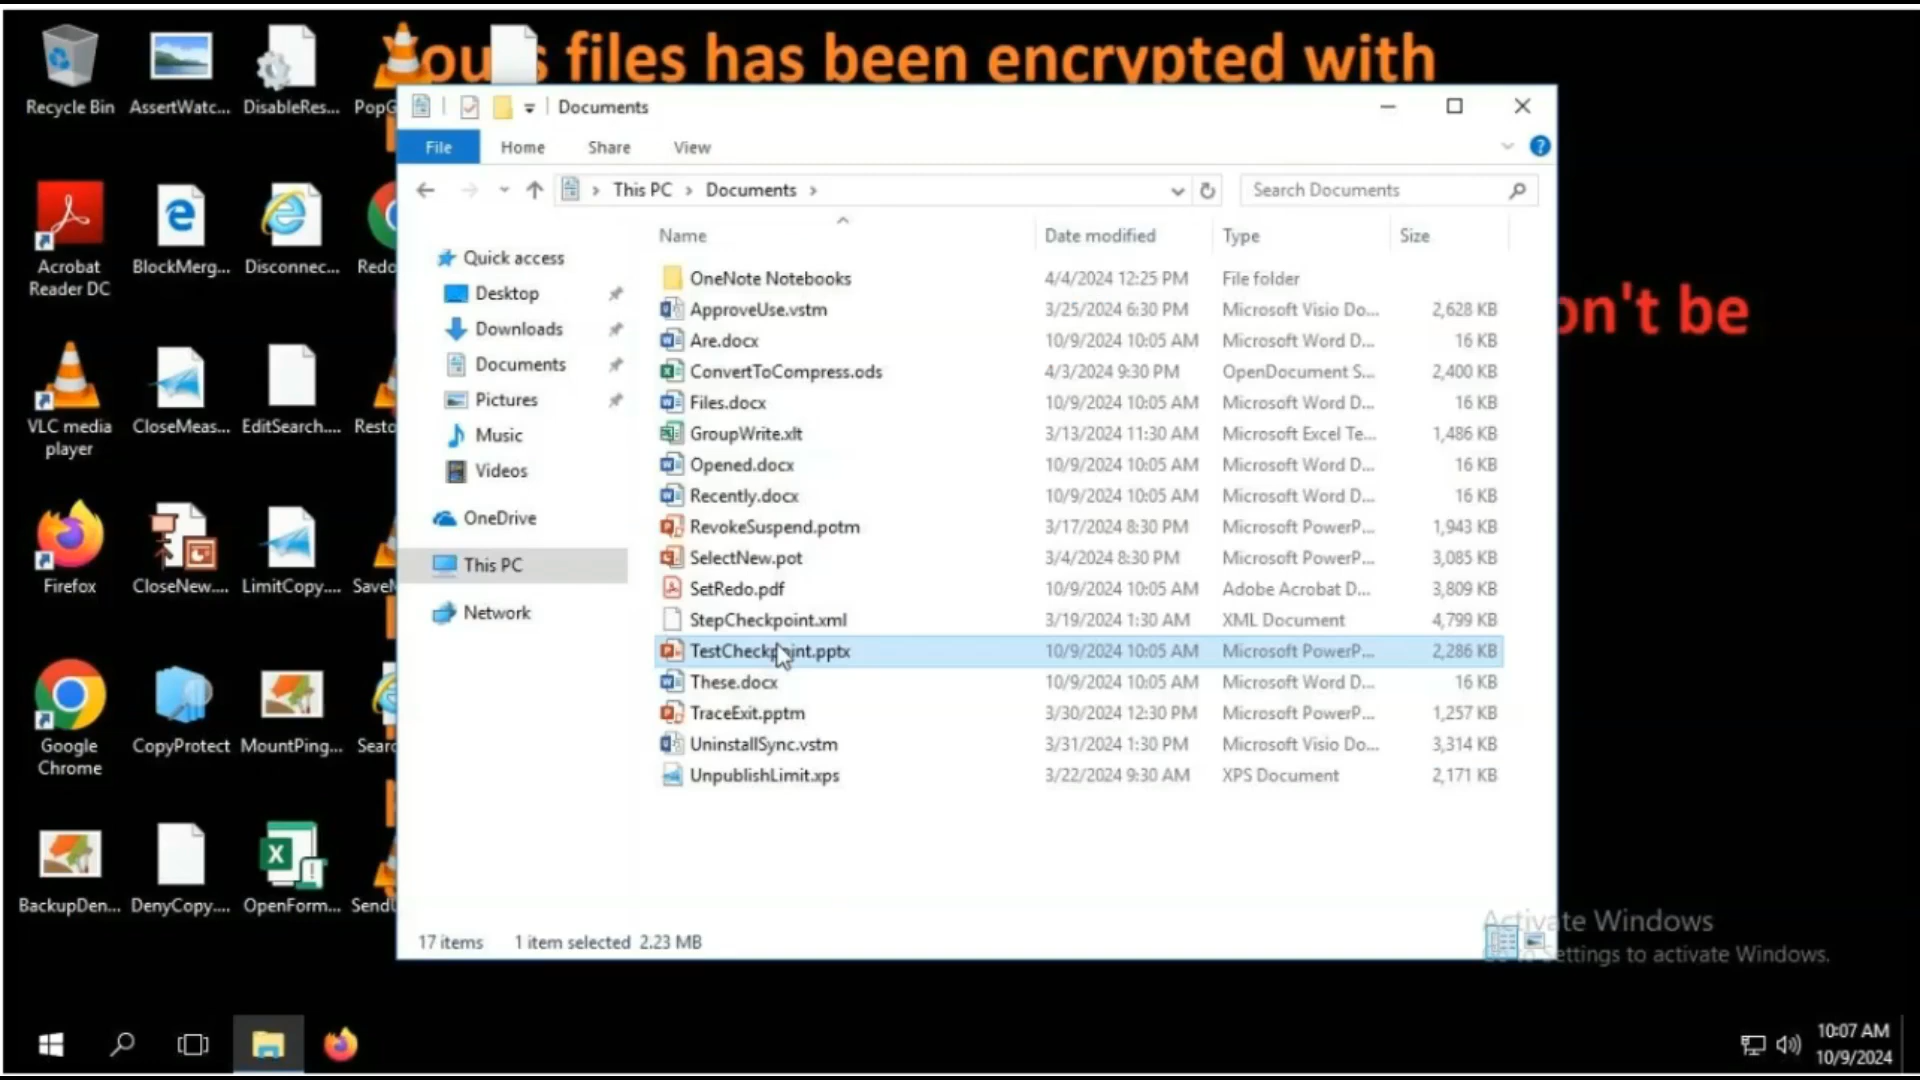 ours files has been encrypted with
on't be
Recycle Bin
AssertWatc...
DisableRes...
Acrobat
Reader DC
BlockMerg...
Disconnec...
VLC media
player
CloseMeas...
EditSearch....
Firefox
CloseNew....
LimitCopy....
Google
Chrome
CopyProtect
MountPing...
BackupDen...
DenyCopy....
OpenForm...
Documents
File Home Share View
This PC Documents
Search Documents
Quick access
Desktop
Downloads
Documents
Pictures
Music
Videos
OneDrive
This PC
Network
Name Date modified Type Size
OneNote Notebooks 4/4/2024 12:25 PM File folder
ApproveUse.vstm 3/25/2024 6:30 PM Microsoft Visio Do... 2,628 KB
Are.docx 10/9/2024 10:05 AM Microsoft Word D... 16 KB
ConvertToCompress.ods 4/3/2024 9:30 PM OpenDocument S... 2,400 KB
Files.docx 10/9/2024 10:05 AM Microsoft Word D... 16 KB
GroupWrite.xlt 3/13/2024 11:30 AM Microsoft Excel Te... 1,486 KB
Opened.docx 10/9/2024 10:05 AM Microsoft Word D... 16 KB
Recently.docx 10/9/2024 10:05 AM Microsoft Word D... 16 KB
RevokeSuspend.potm 3/17/2024 8:30 PM Microsoft PowerP... 1,943 KB
SelectNew.pot 3/4/2024 8:30 PM Microsoft PowerP... 3,085 KB
SetRedo.pdf 10/9/2024 10:05 AM Adobe Acrobat D... 3,809 KB
StepCheckpoint.xml 3/19/2024 1:30 AM XML Document 4,799 KB
TestCheckpoint.pptx 10/9/2024 10:05 AM Microsoft PowerP... 2,286 KB
These.docx 10/9/2024 10:05 AM Microsoft Word D... 16 KB
TraceExit.pptm 3/30/2024 12:30 PM Microsoft PowerP... 1,257 KB
UninstallSync.vstm 3/31/2024 1:30 PM Microsoft Visio Do... 3,314 KB
UnpublishLimit.xps 3/22/2024 9:30 AM XPS Document 2,171 KB
17 items 1 item selected 2.23 MB
Activate Windows
Settings to activate Windows.
10:07 AM
10/9/2024